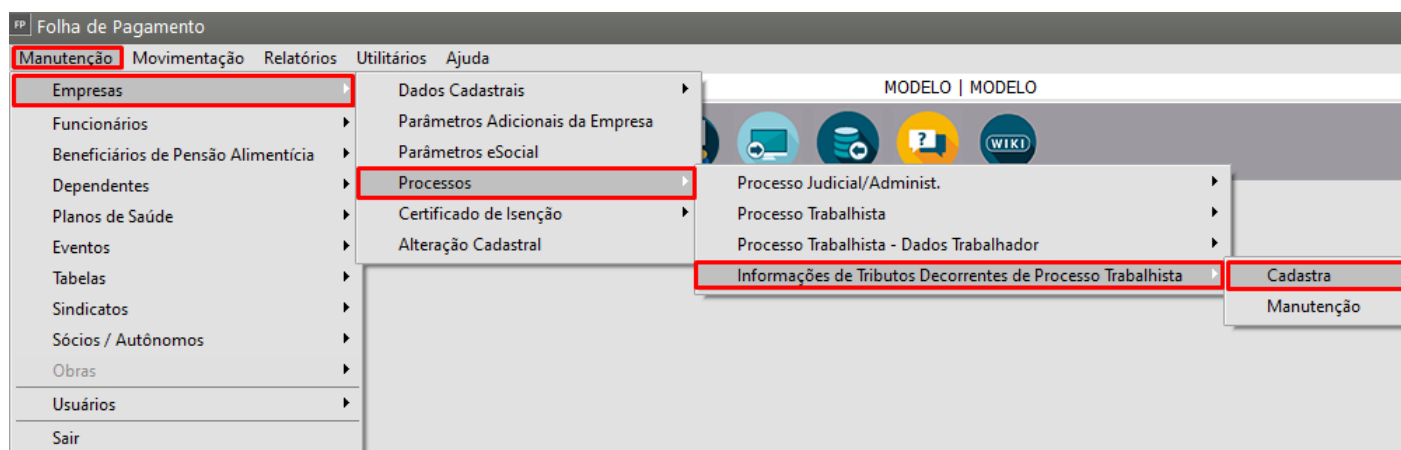 FP Folha de Pagamento
Manutenção Movimentação Relatórios Utilitários Ajuda
MODELO | MODELO
Empresas
Funcionários
Beneficiários de Pensão Alimentícia
Dependentes
Planos de Saúde
Eventos
Tabelas
Sindicatos
Sócios / Autônomos
Obras
Usuários
Sair
Dados Cadastrais
Parâmetros Adicionais da Empresa
Parâmetros eSocial
Processos
Certificado de Isenção
Alteração Cadastral
?
WIKI
Processo Judicial/Administ.
Processo Trabalhista
Processo Trabalhista - Dados Trabalhador
Informações de Tributos Decorrentes de Processo Trabalhista
Cadastra
Manutenção